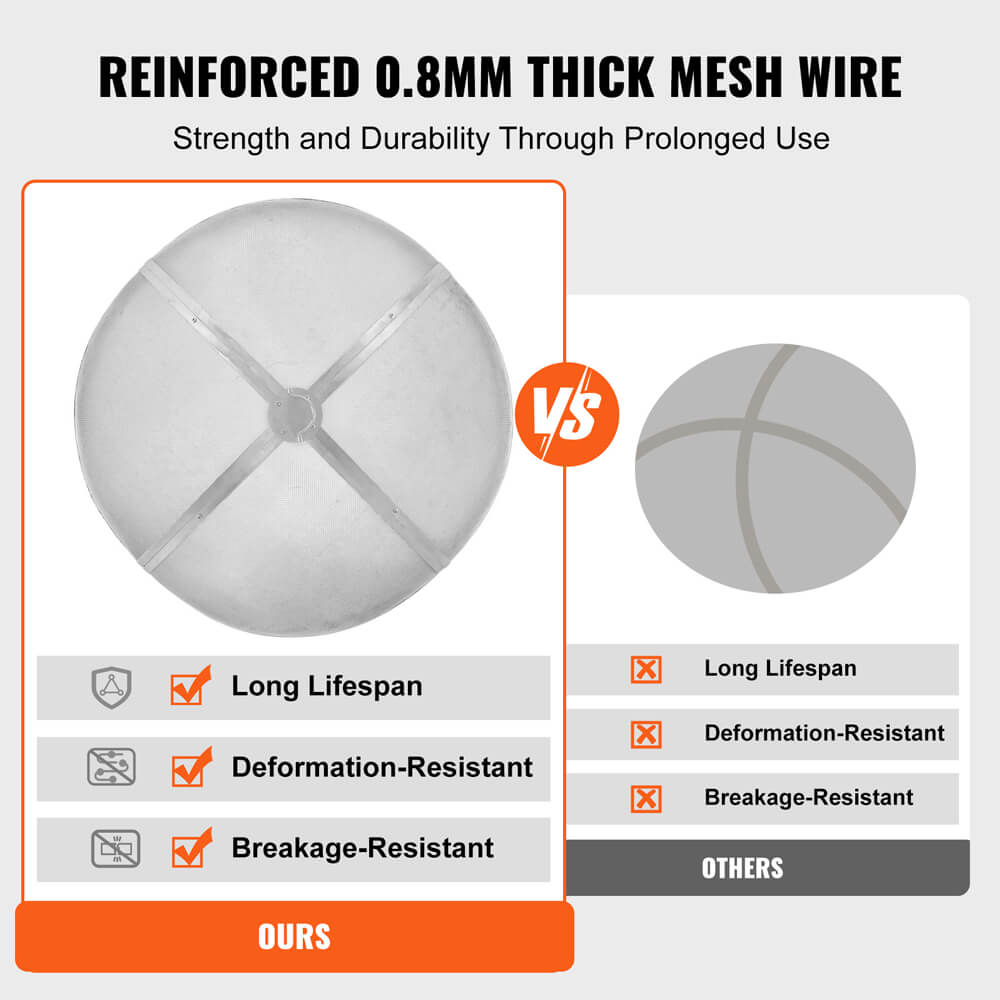 REINFORCED 0.8MM THICK MESH WIRE
Strength and Durability Through Prolonged Use
VS
Long Lifespan
Deformation-Resistant
Breakage-Resistant
OURS
Long Lifespan
Deformation-Resistant
Breakage-Resistant
OTHERS